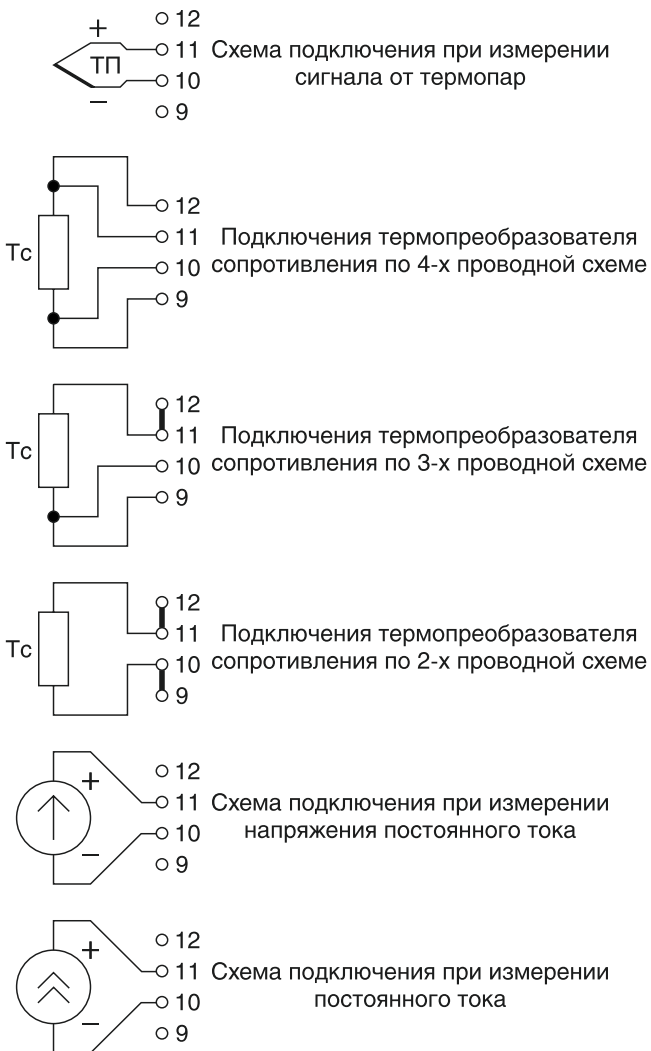 12
+
11 Схема подключения при измерении
ТП
10 сигнала от термопар
−
9
12
11 Подключения термопреобразователя
Тс
10 сопротивления по 4-х проводной схеме
9
12
11 Подключения термопреобразователя
Тс
10 сопротивления по 3-х проводной схеме
9
12
11 Подключения термопреобразователя
Тс
10 сопротивления по 2-х проводной схеме
9
12
+
11 Схема подключения при измерении
10 напряжения постоянного тока
−
9
12
+
11 Схема подключения при измерении
10 постоянного тока
−
9